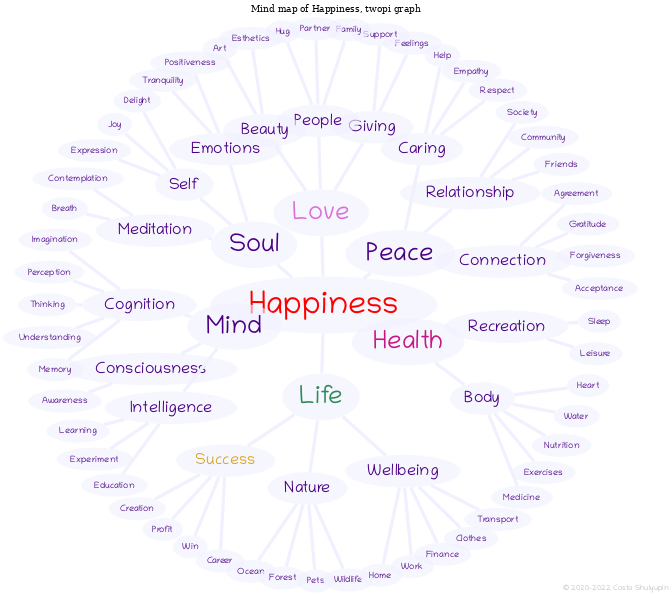 Mind map of Happiness, twopi graph
Hug
Partner
Family
Support
Esthetics
Feelings
Art
Help
Positiveness
Empathy
Tranquility
Respect
Delight
Society
Joy
Beauty
People
Giving
Community
Expression
Emotions
Caring
Friends
Contemplation
Self
Relationship
Agreement
Breath
Love
Meditation
Gratitude
Imagination
Soul
Peace
Connection
Forgiveness
Perception
Acceptance
Thinking
Cognition
Happiness
Mind
Recreation
Sleep
Understanding
Health
Leisure
Memory
Consciousness
Heart
Awareness
Intelligence
Life
Body
Water
Learning
Nutrition
Experiment
Success
Wellbeing
Exercises
Education
Nature
Medicine
Creation
Transport
Profit
Clothes
Win
Finance
Career
Work
Ocean
Forest
Pets
Wildlife
Home
© 2020-2022 Costa Shulyupin